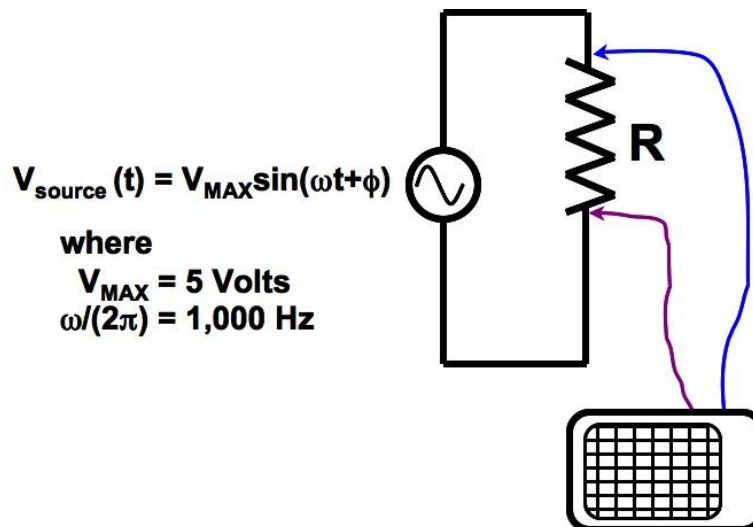 V_source (t) = V_MAX sin(ωt+ϕ)
R
where
V_MAX = 5 Volts
ω/(2π) = 1,000 Hz